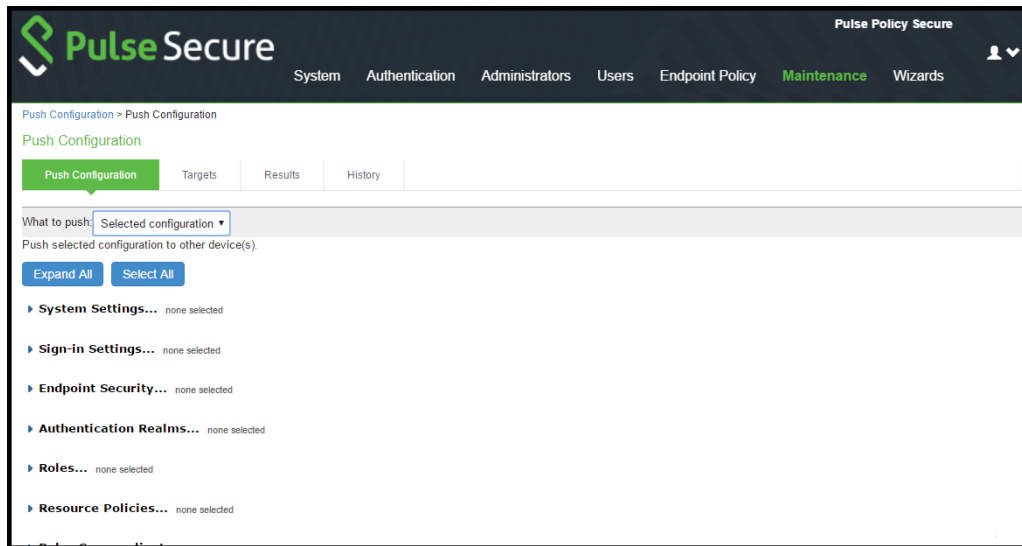 Pulse Policy Secure
Pulse Secure
System Authentication Administrators Users Endpoint Policy Maintenance Wizards
Push Configuration > Push Configuration
Push Configuration
Push Configuration Targets Results History
What to push: Selected configuration
Push selected configuration to other device(s).
Expand All Select All
System Settings... none selected
Sign-in Settings... none selected
Endpoint Security... none selected
Authentication Realms... none selected
Roles... none selected
Resource Policies... none selected